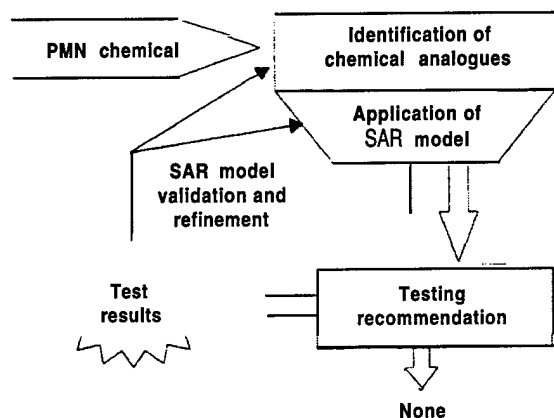 PMN chemical
Identification of
chemical analogues
Application of
SAR model
SAR model
validation and
refinement
Test
results
Testing
recommendation
None